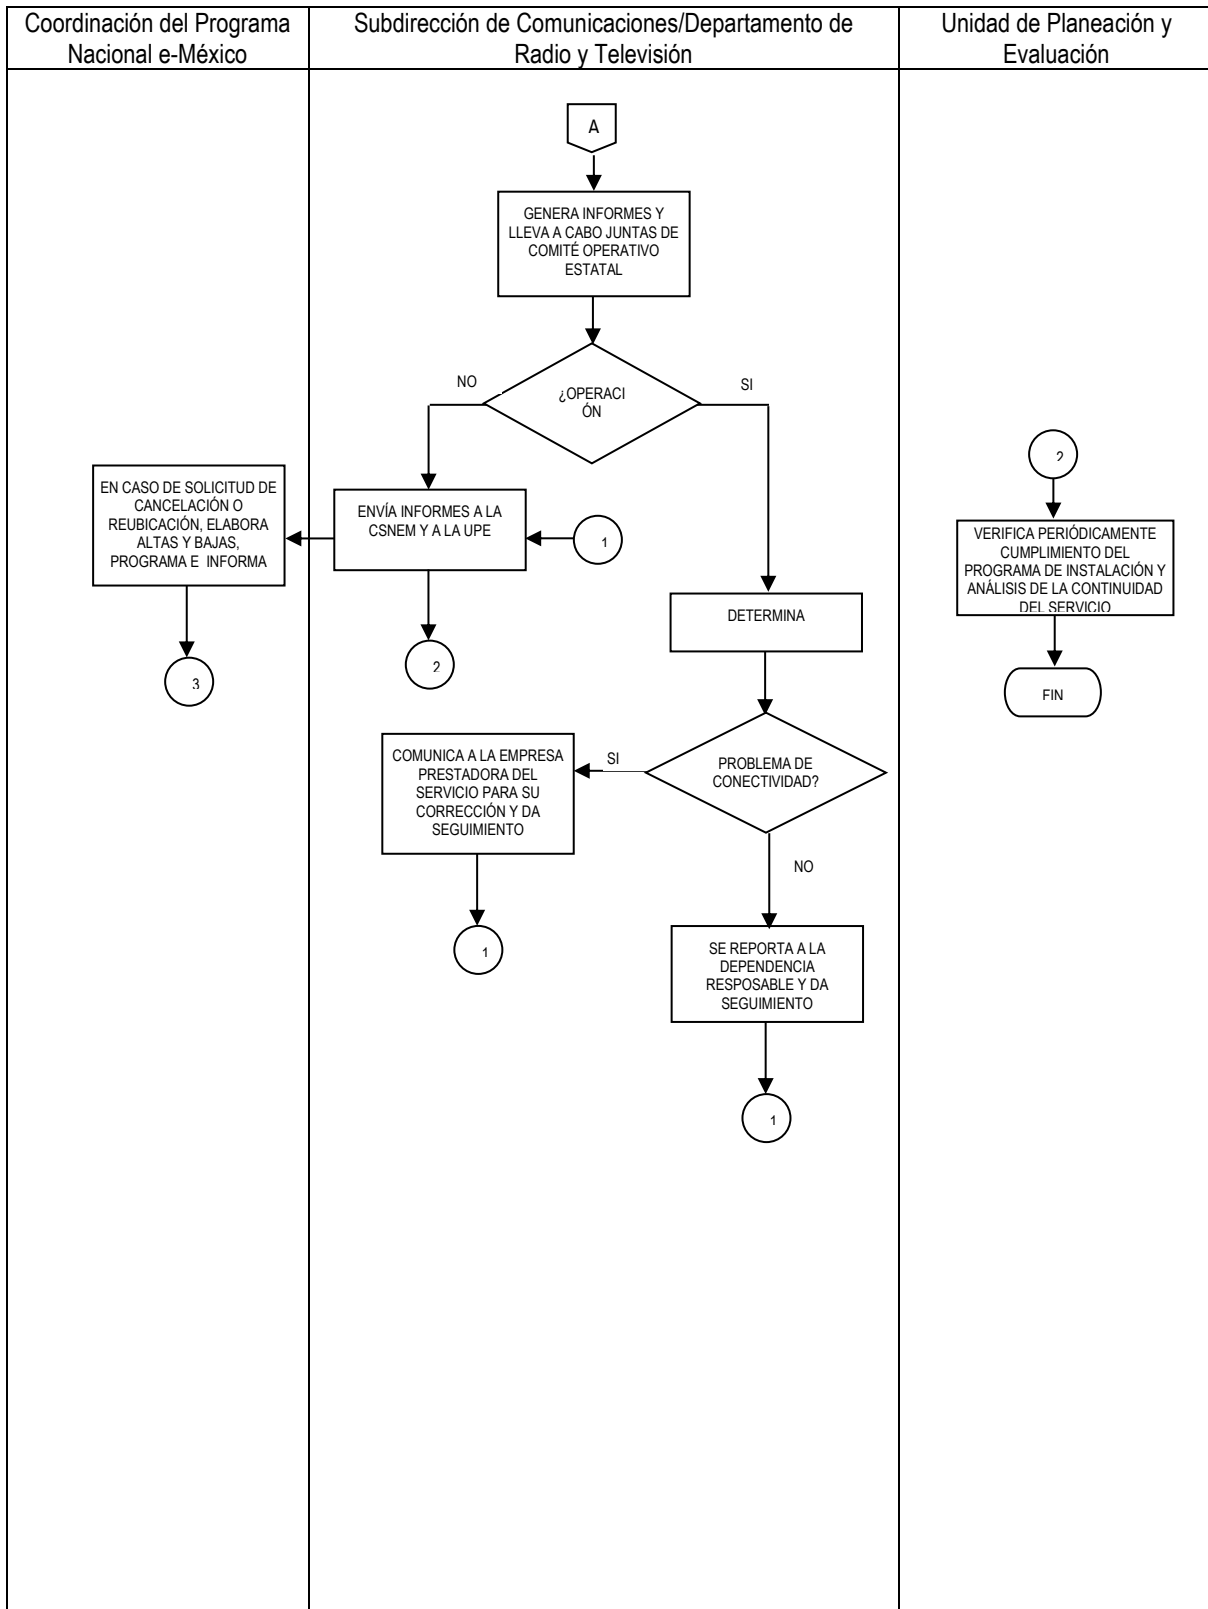 Coordinación del Programa
Nacional e-México
Subdirección de Comunicaciones/Departamento de
Radio y Televisión
Unidad de Planeación y
Evaluación
A
GENERA INFORMES Y
LLEVA A CABO JUNTAS DE
COMITÉ OPERATIVO
ESTATAL
NO
¿OPERACI
ÓN
SI
EN CASO DE SOLICITUD DE
CANCELACIÓN O
REUBICACIÓN, ELABORA
ALTAS Y BAJAS,
PROGRAMA E INFORMA
ENVÍA INFORMES A LA
CSNEM Y A LA UPE
1
2
VERIFICA PERIÓDICAMENTE
CUMPLIMIENTO DEL
PROGRAMA DE INSTALACIÓN Y
ANÁLISIS DE LA CONTINUIDAD
DEL SERVICIO
DETERMINA
3
2
FIN
COMUNICA A LA EMPRESA
PRESTADORA DEL
SERVICIO PARA SU
CORRECCIÓN Y DA
SEGUIMIENTO
SI
PROBLEMA DE
CONECTIVIDAD?
NO
1
SE REPORTA A LA
DEPENDENCIA
RESPOSABLE Y DA
SEGUIMIENTO
1